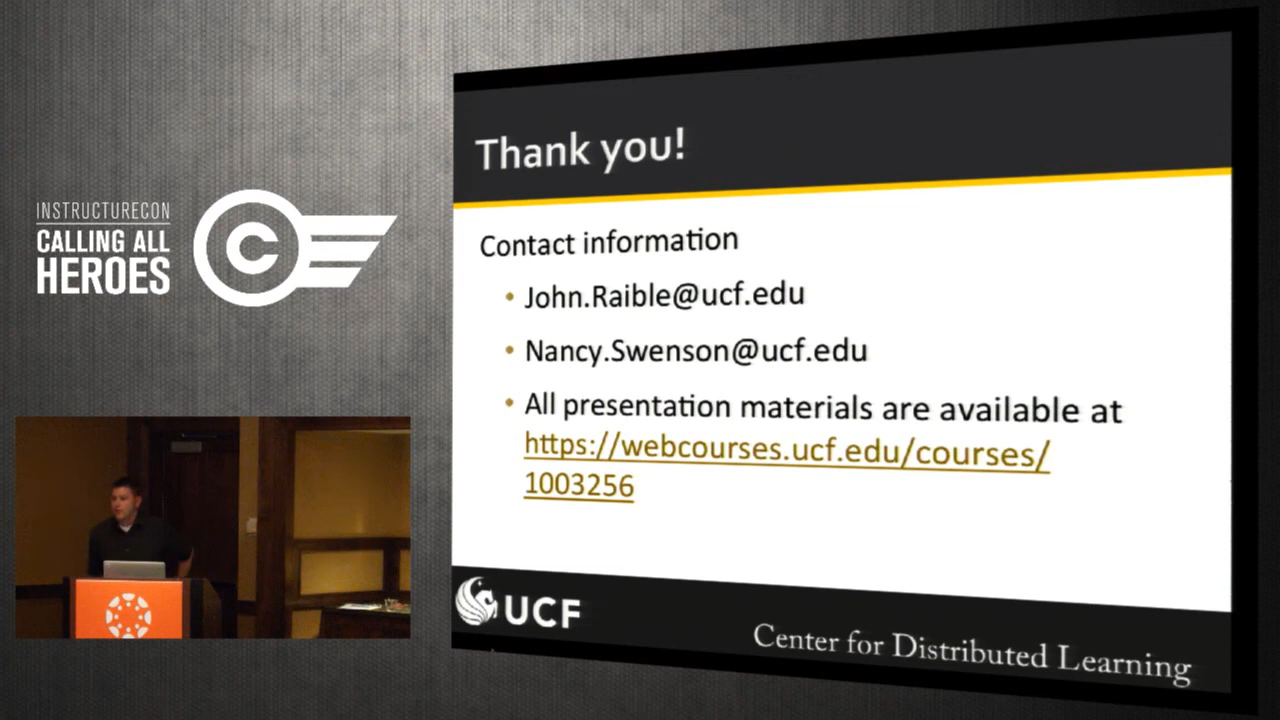 INSTRUCTURECON
CALLING ALL
HEROES
C
Thank you!
Contact information
• John.Raible@ucf.edu
• Nancy.Swenson@ucf.edu
• All presentation materials are available at
https://webcourses.ucf.edu/courses/
1003256
UCF
Center for Distributed Learning